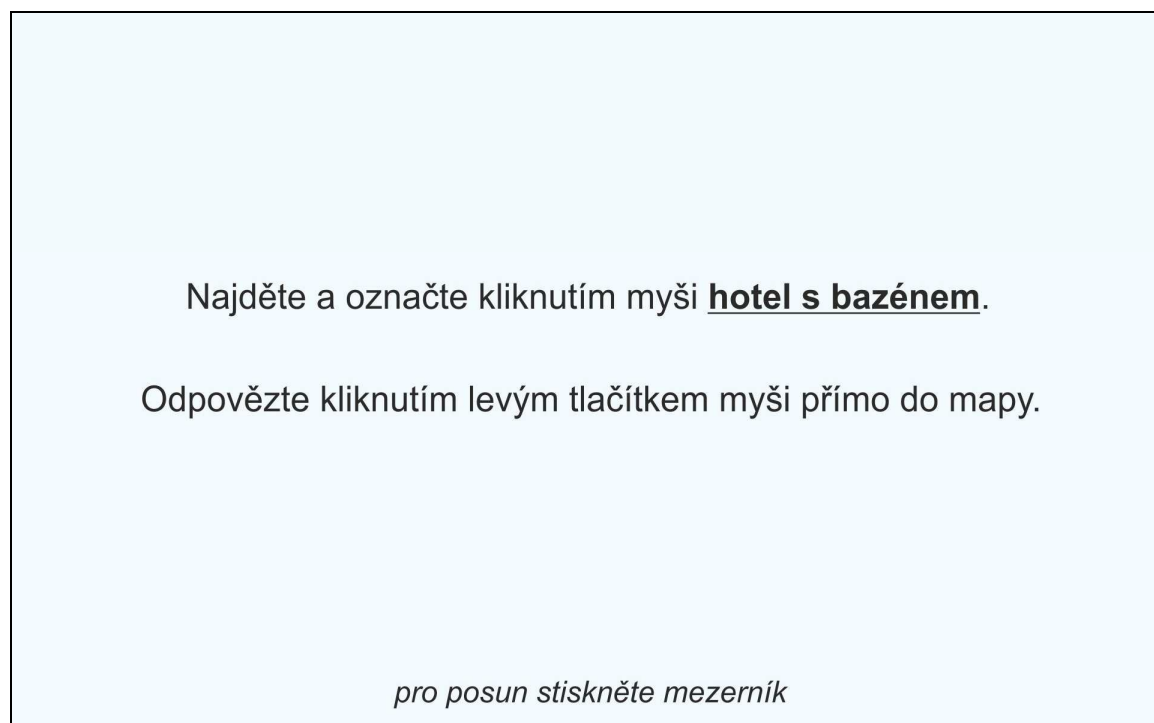 Najděte a označte kliknutím myši hotel s bazénem.
Odpovězte kliknutím levým tlačítkem myši přímo do mapy.
pro posun stiskněte mezerník